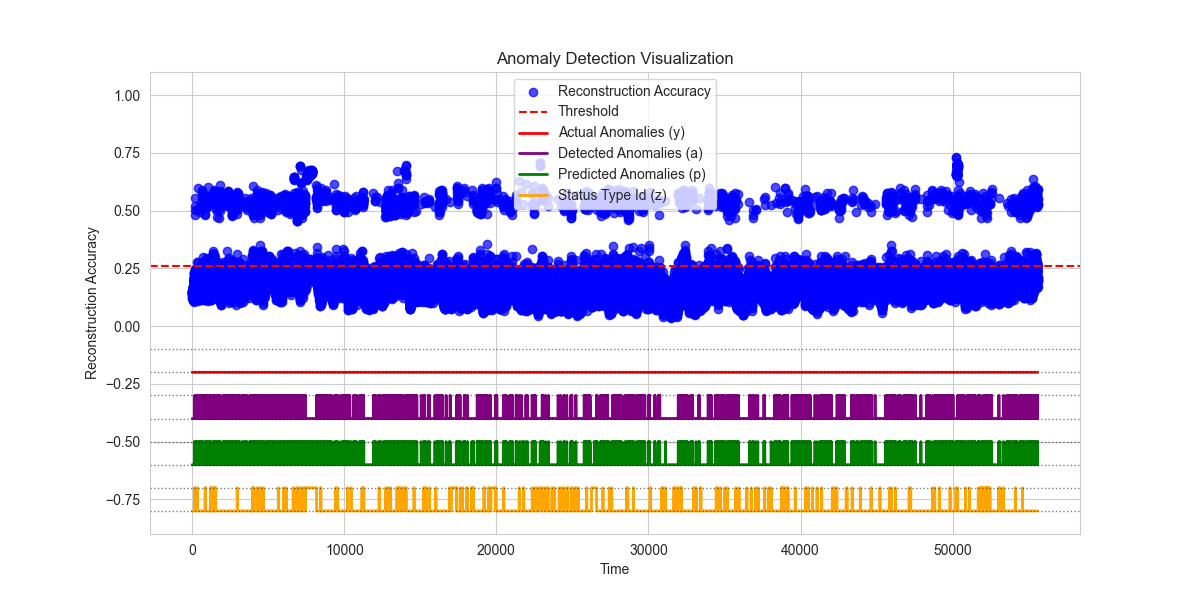 Anomaly Detection Visualization
Reconstruction Accuracy
Threshold
Actual Anomalies (y)
Detected Anomalies (a)
Predicted Anomalies (p)
Status Type Id (z)
Reconstruction Accuracy
1.00
0.75
0.50
0.25
0.00
−0.25
−0.50
−0.75
0
10000
20000
30000
40000
50000
Time